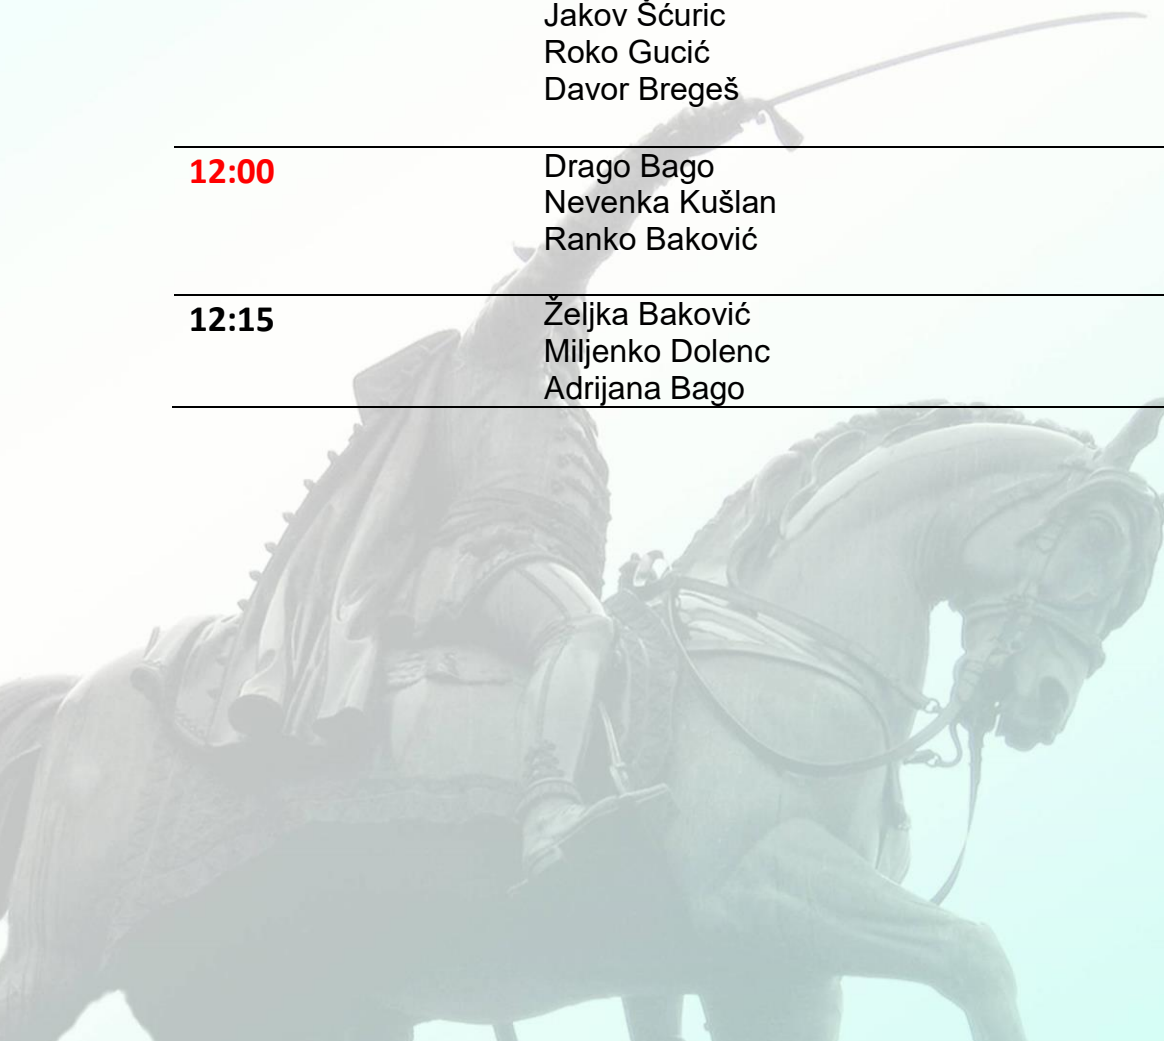 Jakov Šćuric
Roko Gucić
Davor Bregeš
12:00 Drago Bago
Nevenka Kušlan
Ranko Baković
12:15 Željka Baković
Miljenko Dolenc
Adrijana Bago